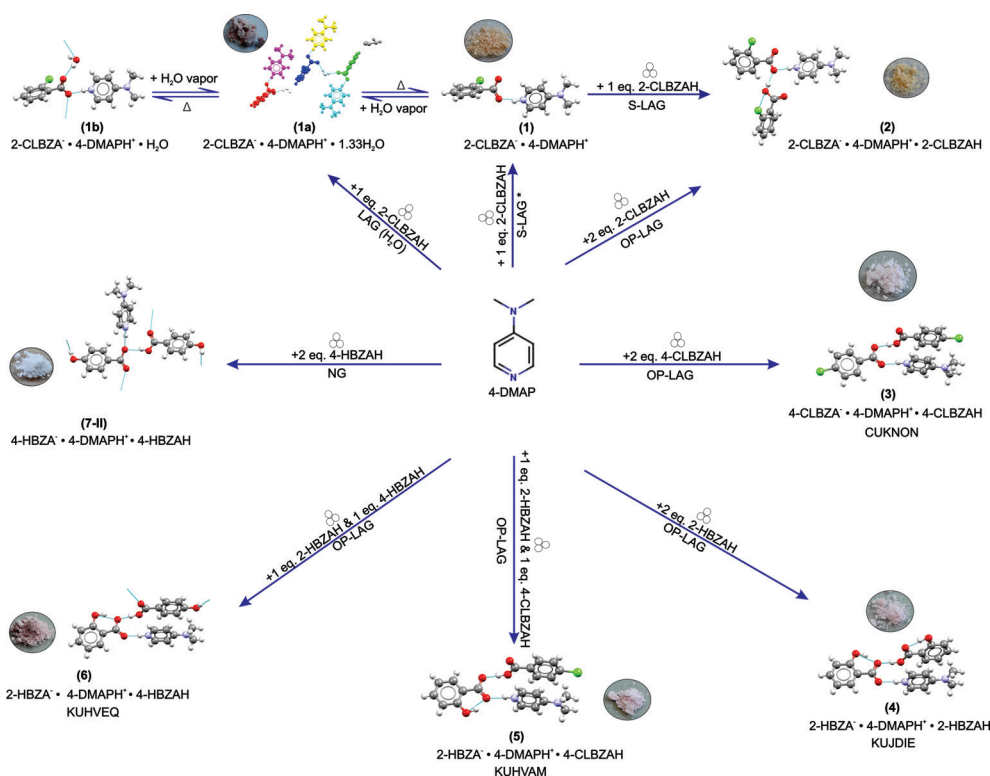 + H₂O vapor
Δ
Δ
+ H₂O vapor
+ 1 eq. 2-CLBZAH
S-LAG
(1b)
2-CLBZA⁻ • 4-DMAPH⁺ • H₂O
(1a)
2-CLBZA⁻ • 4-DMAPH⁺ • 1.33H₂O
(1)
2-CLBZA⁻ • 4-DMAPH⁺
(2)
2-CLBZA⁻ • 4-DMAPH⁺ • 2-CLBZAH
+1 eq. 2-CLBZAH
LAG (H₂O)
+ 1 eq. 2-CLBZAH
S-LAG *
+2 eq. 2-CLBZAH
OP-LAG
+2 eq. 4-HBZAH
NG
N
N
4-DMAP
+2 eq. 4-CLBZAH
OP-LAG
(7-II)
4-HBZA⁻ • 4-DMAPH⁺ • 4-HBZAH
(3)
4-CLBZA⁻ • 4-DMAPH⁺ • 4-CLBZAH
CUKNON
+1 eq. 2-HBZAH & 1 eq. 4-HBZAH
OP-LAG
+1 eq. 2-HBZAH & 1 eq. 4-CLBZAH
OP-LAG
+2 eq. 2-HBZAH
OP-LAG
(6)
2-HBZA⁻ • 4-DMAPH⁺ • 4-HBZAH
KUHVEQ
(5)
2-HBZA⁻ • 4-DMAPH⁺ • 4-CLBZAH
KUHVAM
(4)
2-HBZA⁻ • 4-DMAPH⁺ • 2-HBZAH
KUJDIE